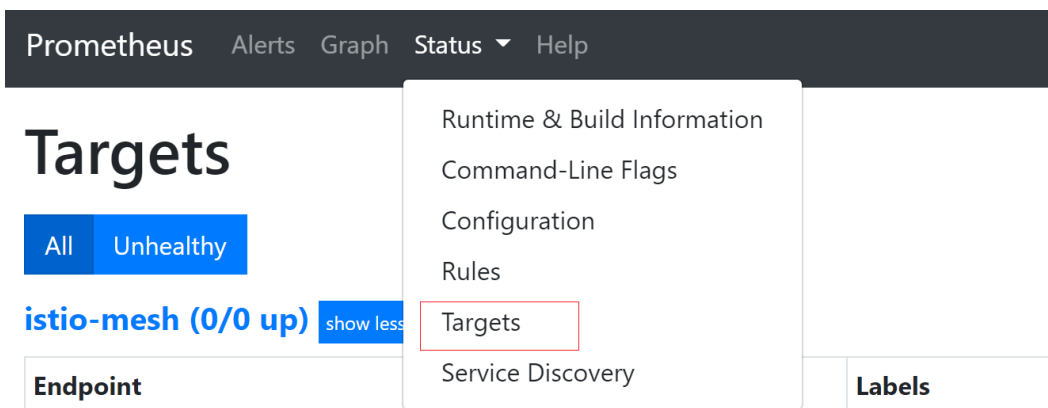 Prometheus Alerts Graph Status Help
Runtime & Build Information
Targets
Command-Line Flags
Configuration
All Unhealthy
Rules
istio-mesh (0/0 up) show less
Targets
Service Discovery
Endpoint Labels